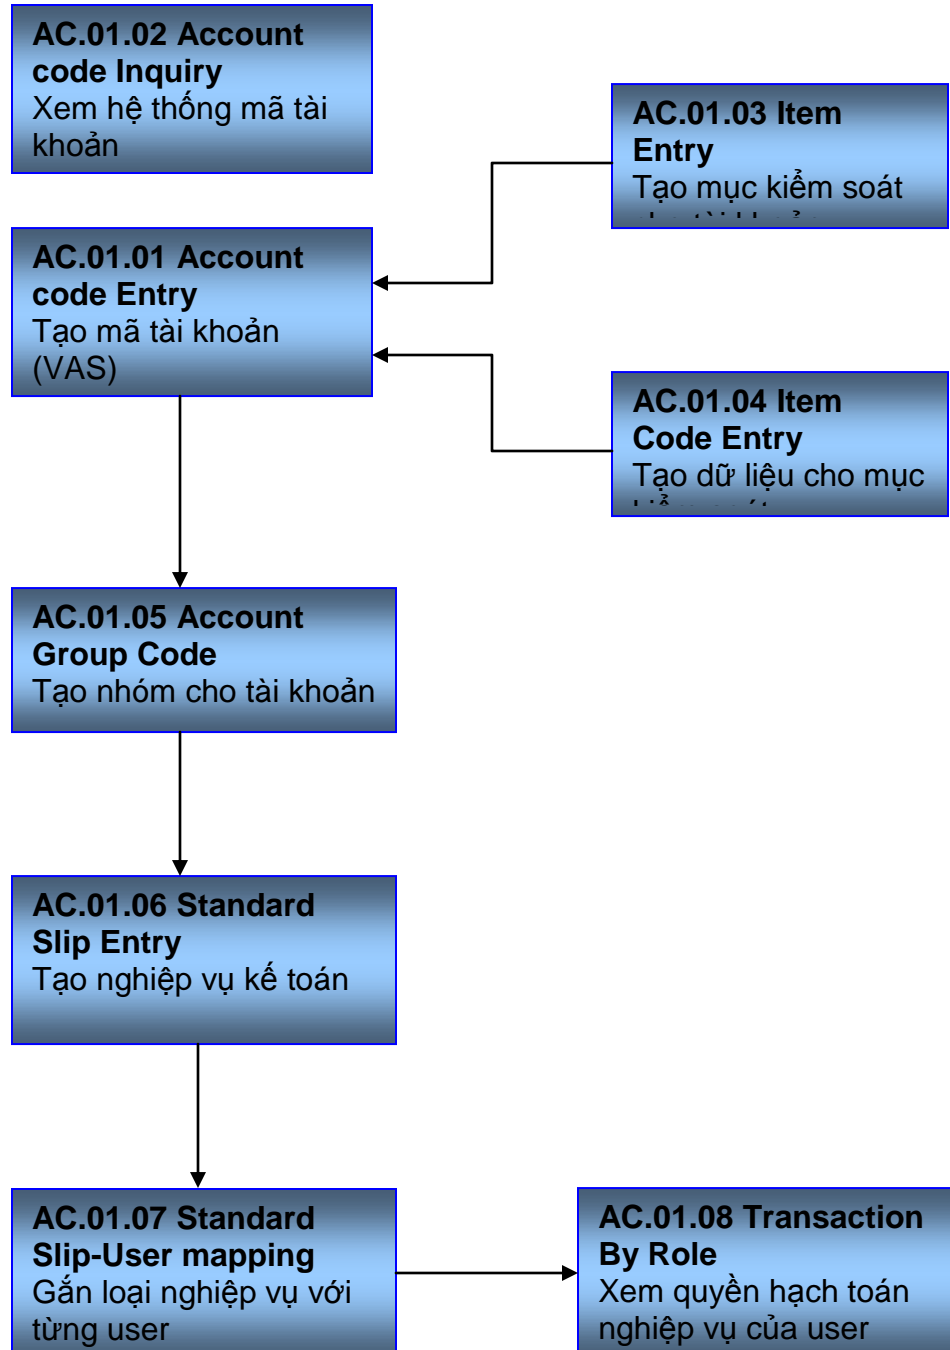 AC.01.02 Account
code Inquiry
Xem hệ thống mã tài
khoản
AC.01.03 Item
Entry
Tạo mục kiểm soát
AC.01.01 Account
code Entry
Tạo mã tài khoản
(VAS)
AC.01.04 Item
Code Entry
Tạo dữ liệu cho mục
AC.01.05 Account
Group Code
Tạo nhóm cho tài khoản
AC.01.06 Standard
Slip Entry
Tạo nghiệp vụ kế toán
AC.01.07 Standard
Slip-User mapping
Gắn loại nghiệp vụ với
từng user
AC.01.08 Transaction
By Role
Xem quyền hạch toán
nghiệp vụ của user